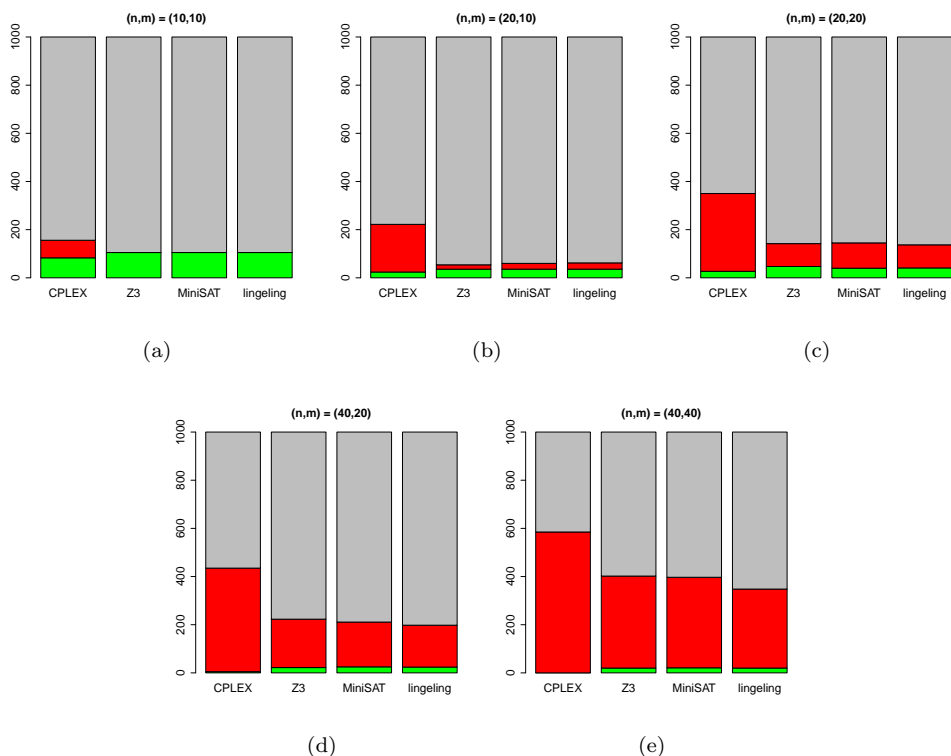 (n,m) = (10,10)
0 200 400 600 800 1000
CPLEX Z3 MiniSAT lingeling
(a)
(n,m) = (20,10)
0 200 400 600 800 1000
CPLEX Z3 MiniSAT lingeling
(b)
(n,m) = (20,20)
0 200 400 600 800 1000
CPLEX Z3 MiniSAT lingeling
(c)
(n,m) = (40,20)
0 200 400 600 800 1000
CPLEX Z3 MiniSAT lingeling
(d)
(n,m) = (40,40)
0 200 400 600 800 1000
CPLEX Z3 MiniSAT lingeling
(e)